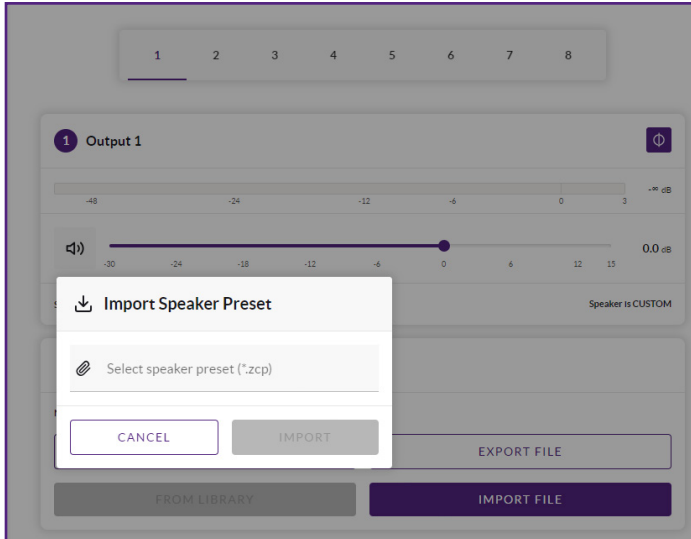 1 2 3 4 5 6 7 8
1 Output 1
-∞ dB
-48 -24 -12 -6 0 3
0.0 dB
-30 -24 -18 -12 -6 0 6 12 15
Speaker is CUSTOM
Import Speaker Preset
Select speaker preset (*.zcp)
CANCEL IMPORT
EXPORT FILE
FROM LIBRARY IMPORT FILE